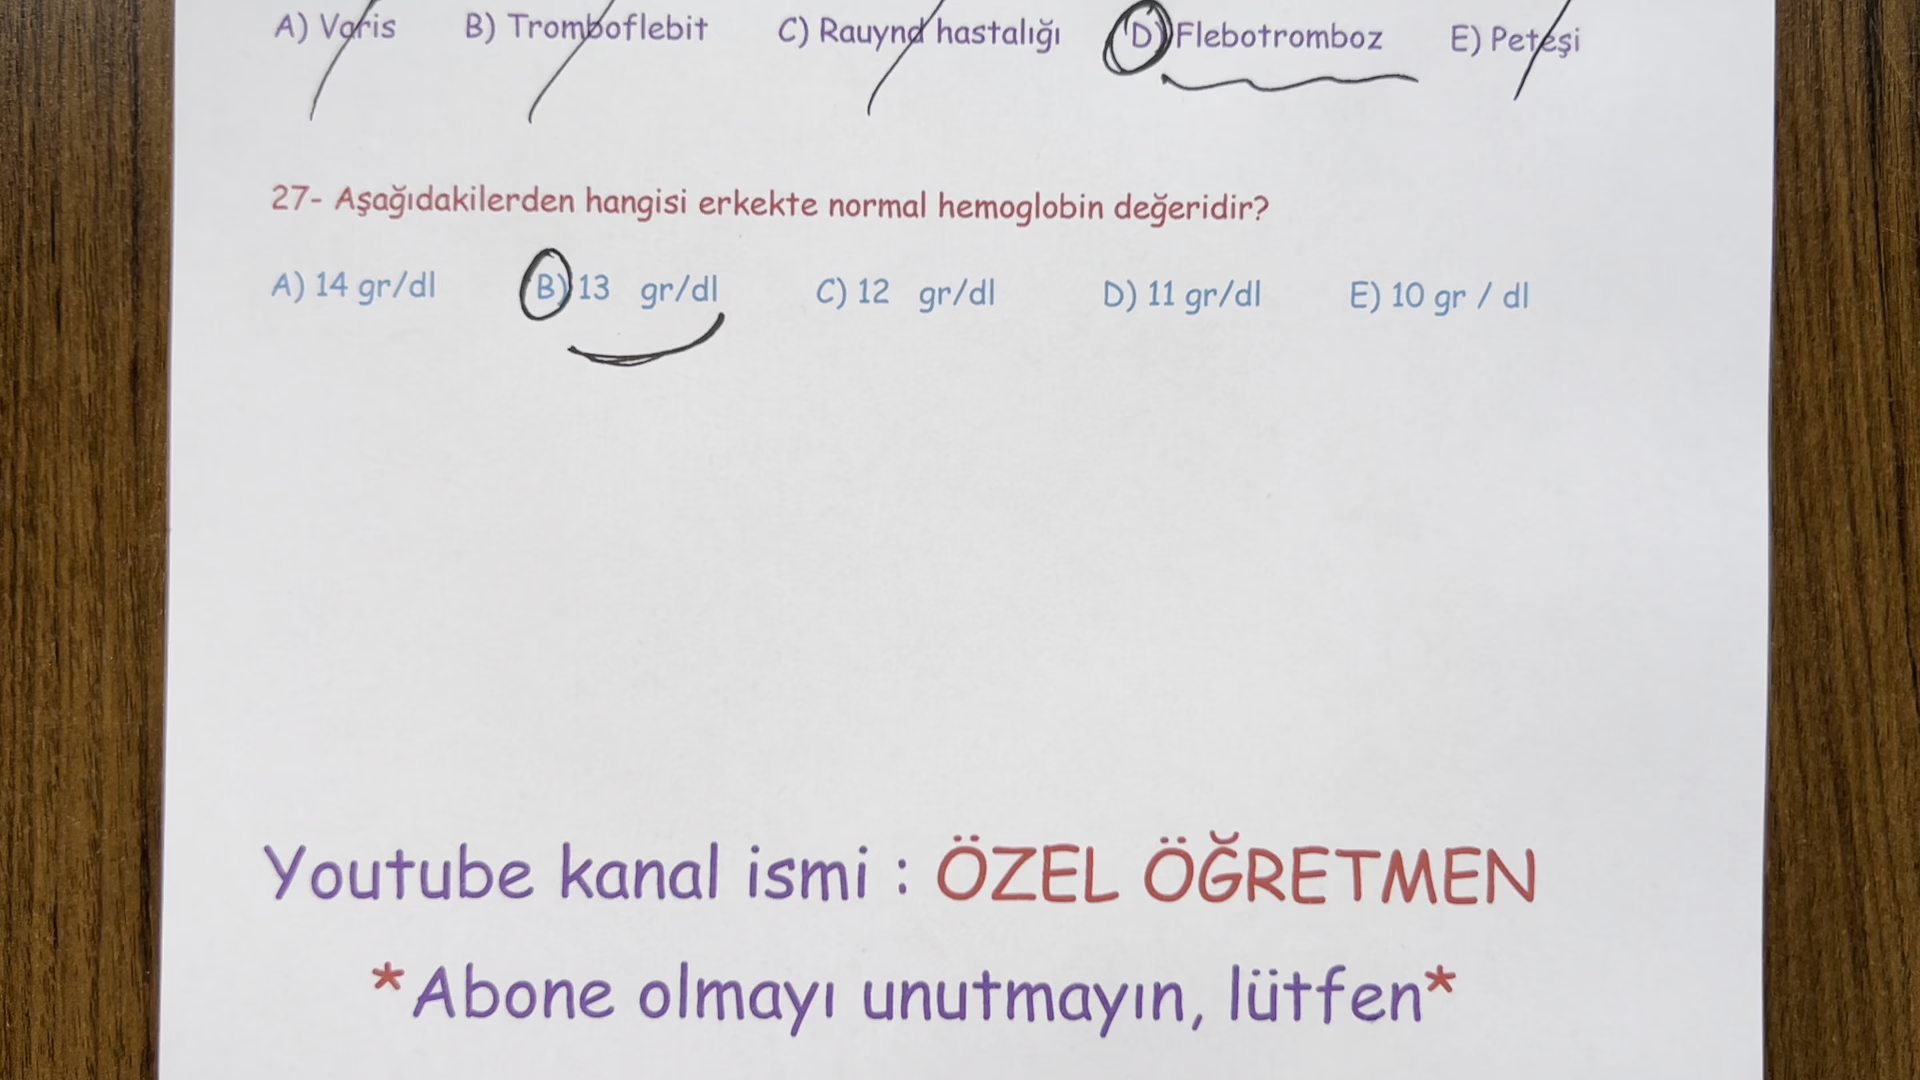 A) Varis B) Tromboflebit C) Rauynd hastalığı D) Flebotromboz E) Peteşi
27- Aşağıdakilerden hangisi erkekte normal hemoglobin değeridir?
A) 14 gr/dl B) 13 gr/dl C) 12 gr/dl D) 11 gr/dl E) 10 gr / dl
Youtube kanal ismi : ÖZEL ÖĞRETMEN
*Abone olmayı unutmayın, lütfen*